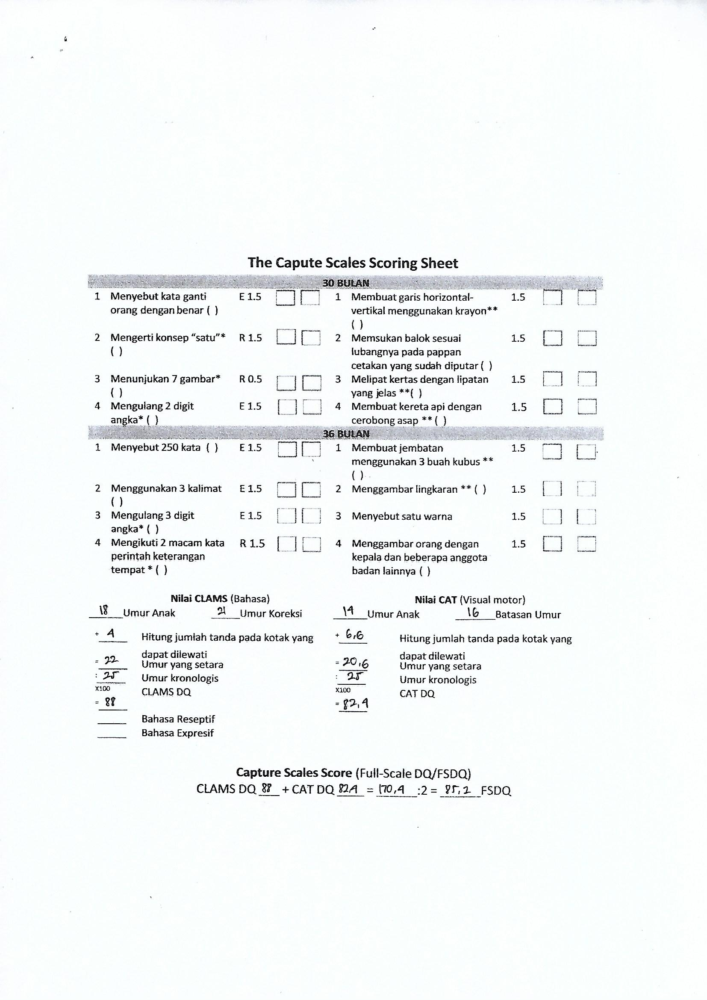 The Capute Scales Scoring Sheet
30 BULAN
1 Menyebut kata ganti E 1.5 1 Membuat garis horizontal- 1.5
orang dengan benar ( ) vertikal menggunakan krayon**
( )
2 Mengerti konsep “satu”* R 1.5 2 Memsukan balok sesuai 1.5
( ) lubangnya pada pappan
cetakan yang sudah diputar ( )
3 Menunjukan 7 gambar* R 0.5 3 Melipat kertas dengan lipatan 1.5
( ) yang jelas **( )
4 Mengulang 2 digit E 1.5 4 Membuat kereta api dengan 1.5
angka* ( ) cerobong asap ** ( )
36 BULAN
1 Menyebut 250 kata ( ) E 1.5 1 Membuat jembatan 1.5
menggunakan 3 buah kubus **
( )
2 Menggunakan 3 kalimat E 1.5 2 Menggambar lingkaran ** ( ) 1.5
( )
3 Mengulang 3 digit E 1.5 3 Menyebut satu warna 1.5
angka* ( )
4 Mengikuti 2 macam kata R 1.5 4 Menggambar orang dengan 1.5
perintah keterangan kepala dan beberapa anggota
tempat * ( ) badan lainnya ( )
Nilai CLAMS (Bahasa) Nilai CAT (Visual motor)
18 Umur Anak 21 Umur Koreksi 14 Umur Anak 16 Batasan Umur
+ 4 Hitung jumlah tanda pada kotak yang + 6,6 Hitung jumlah tanda pada kotak yang
dapat dilewati dapat dilewati
= 22 Umur yang setara = 20,6 Umur yang setara
: 25 Umur kronologis : 25 Umur kronologis
X100 CLAMS DQ X100 CAT DQ
= 88 = 82,4
Bahasa Reseptif
Bahasa Expresif
Capture Scales Score (Full-Scale DQ/FSDQ)
CLAMS DQ 88 + CAT DQ 82,4 = 170,4 :2 = 85,2 FSDQ